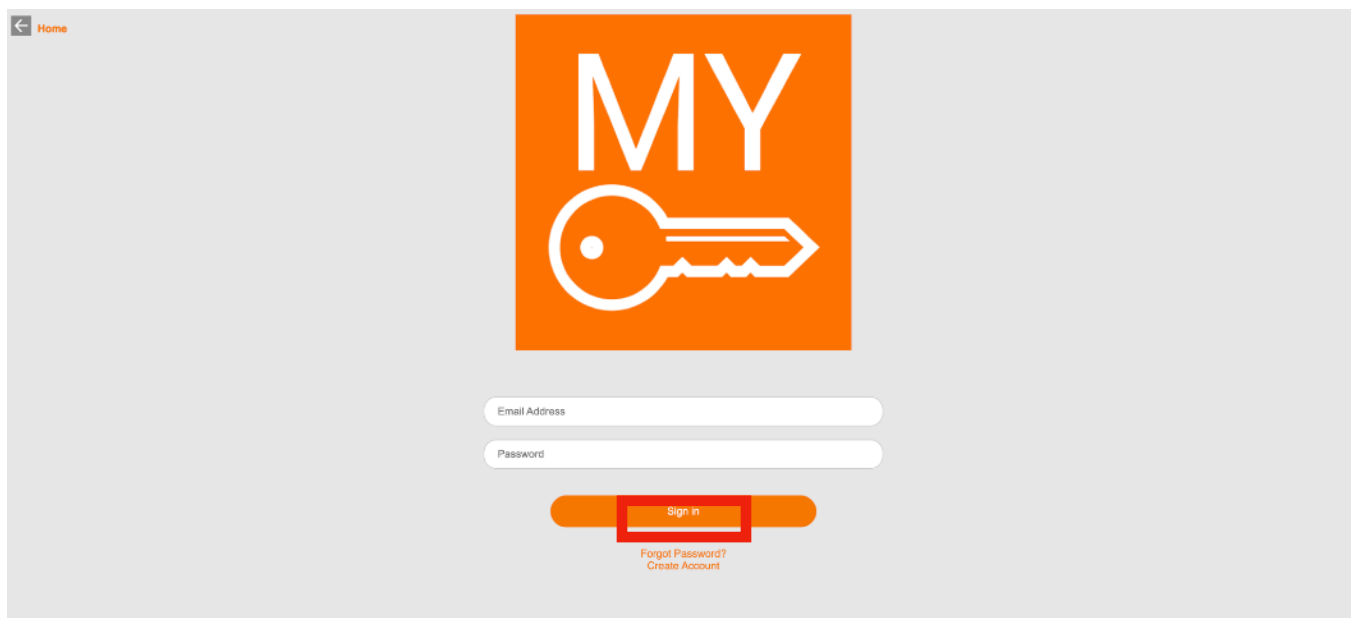 Home
MY
Email Address
Password
Sign in
Forgot Password?
Create Account